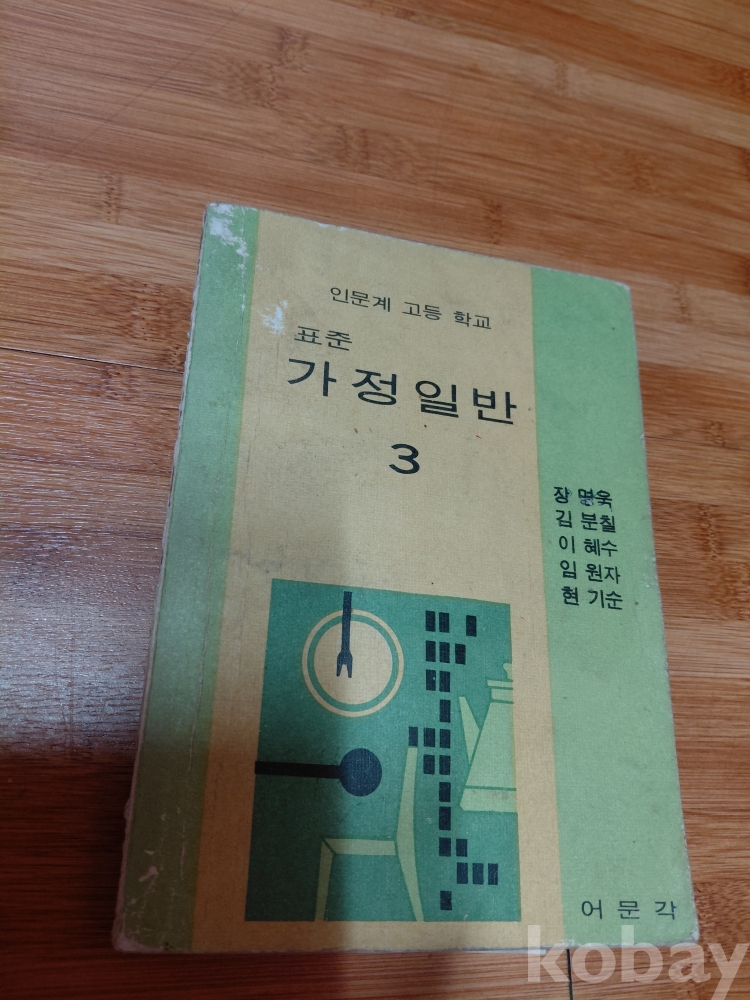 인문계 고등 학교
표준
가정일반
3
장 명욱
김 분칠
이 혜수
임 원자
현 기순
어문각
kobay